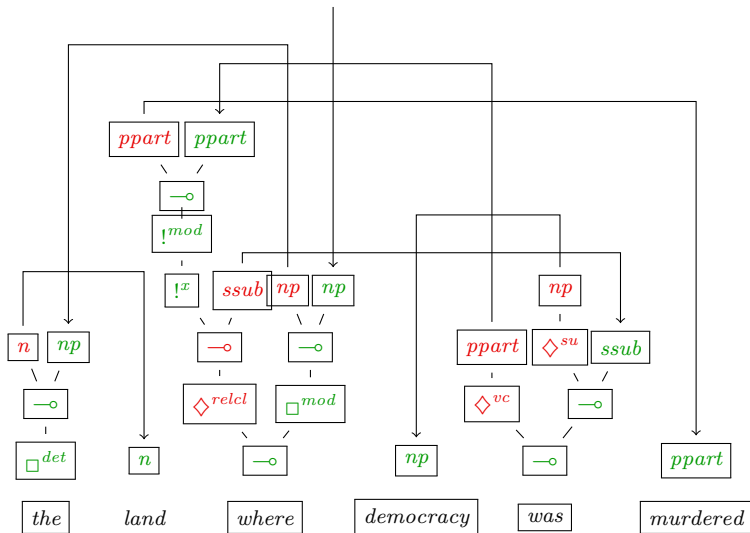 ppart ppart
⊸
!^mod
!^x ssub np np np
n np ⊸ ⊸ ppart ◇^su ssub
⊸ ◇^relcl □^mod ◇^vc ⊸
□^det n ⊸ np ⊸ ppart
the land where democracy was murdered